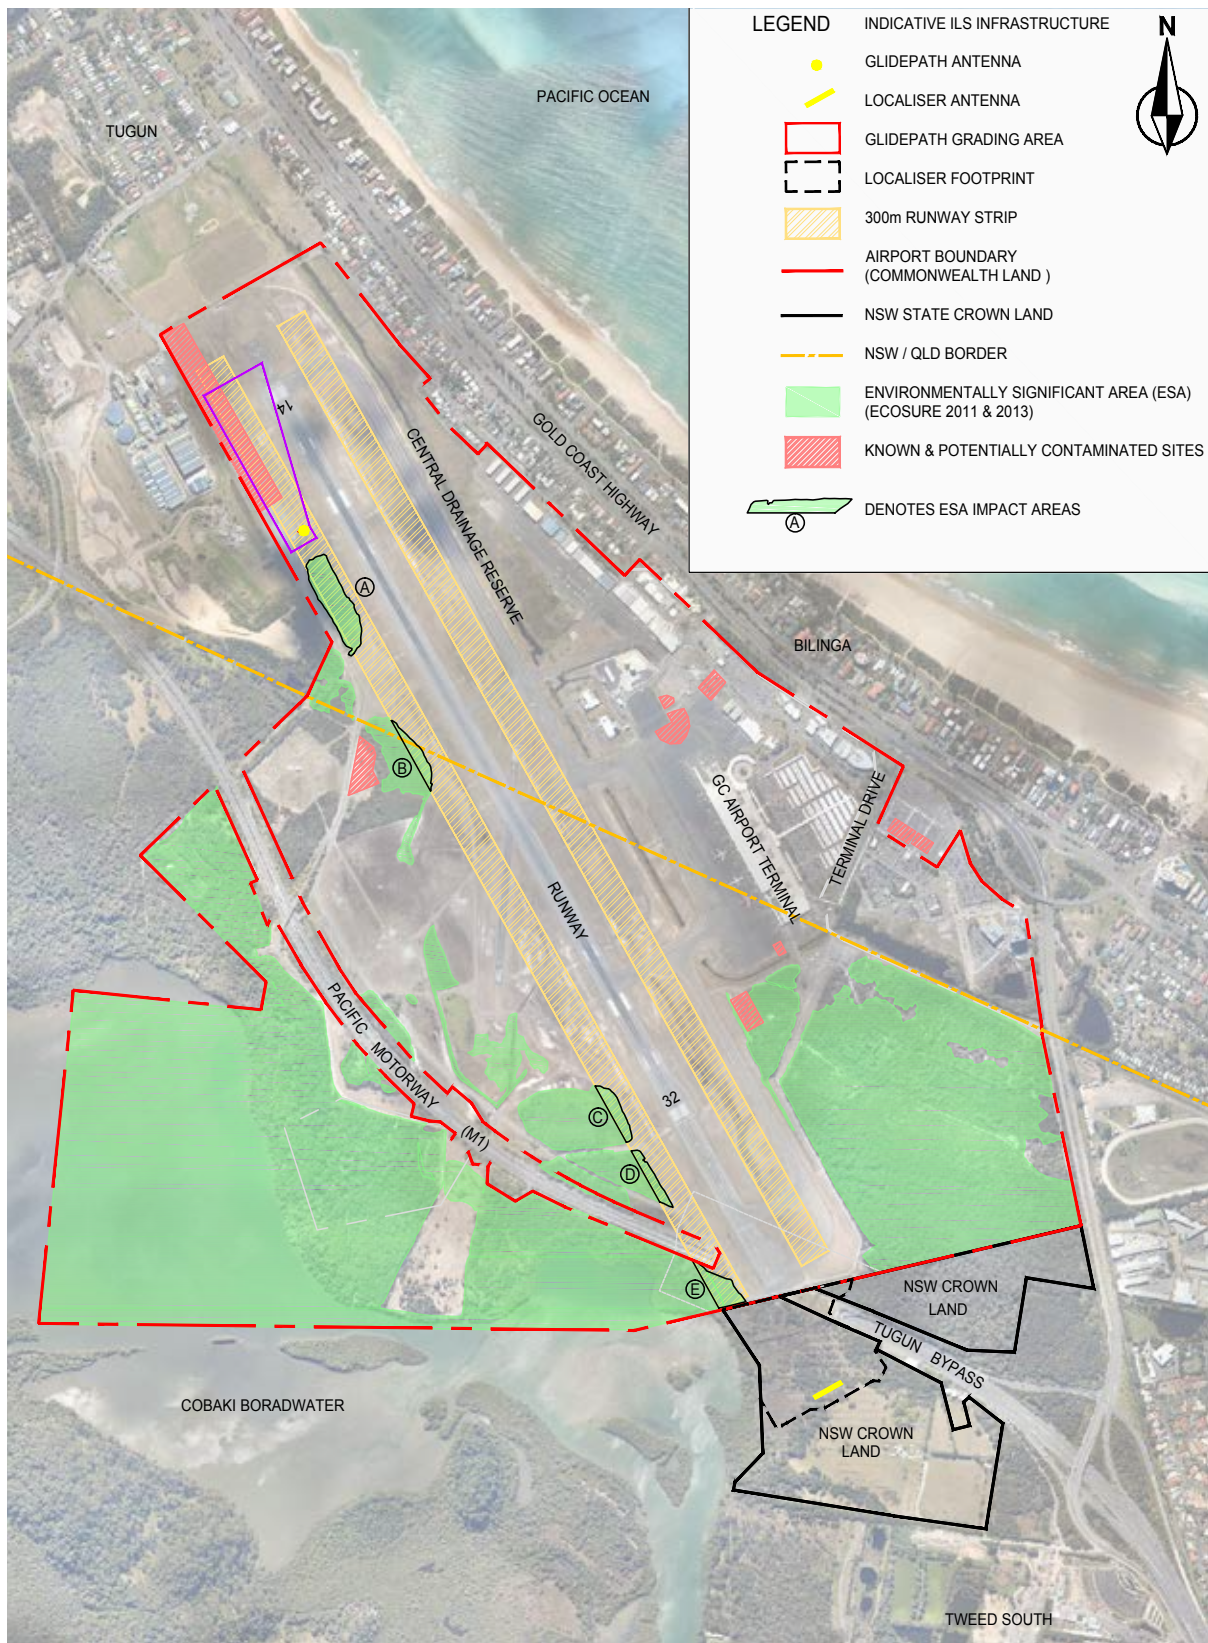 LEGEND
INDICATIVE ILS INFRASTRUCTURE
GLIDEPATH ANTENNA
LOCALISER ANTENNA
GLIDEPATH GRADING AREA
LOCALISER FOOTPRINT
300m RUNWAY STRIP
AIRPORT BOUNDARY
(COMMONWEALTH LAND )
NSW STATE CROWN LAND
NSW / QLD BORDER
ENVIRONMENTALLY SIGNIFICANT AREA (ESA)
(ECOSURE 2011 & 2013)
KNOWN & POTENTIALLY CONTAMINATED SITES
A
DENOTES ESA IMPACT AREAS
N
PACIFIC OCEAN
TUGUN
14
CENTRAL DRAINAGE RESERVE
GOLD COAST HIGHWAY
A
BILINGA
B
GC AIRPORT TERMINAL
TERMINAL DRIVE
RUNWAY
PACIFIC MOTORWAY
(M1)
32
C
D
E
NSW CROWN
LAND
TUGUN BYPASS
COBAKI BORADWATER
NSW CROWN
LAND
TWEED SOUTH